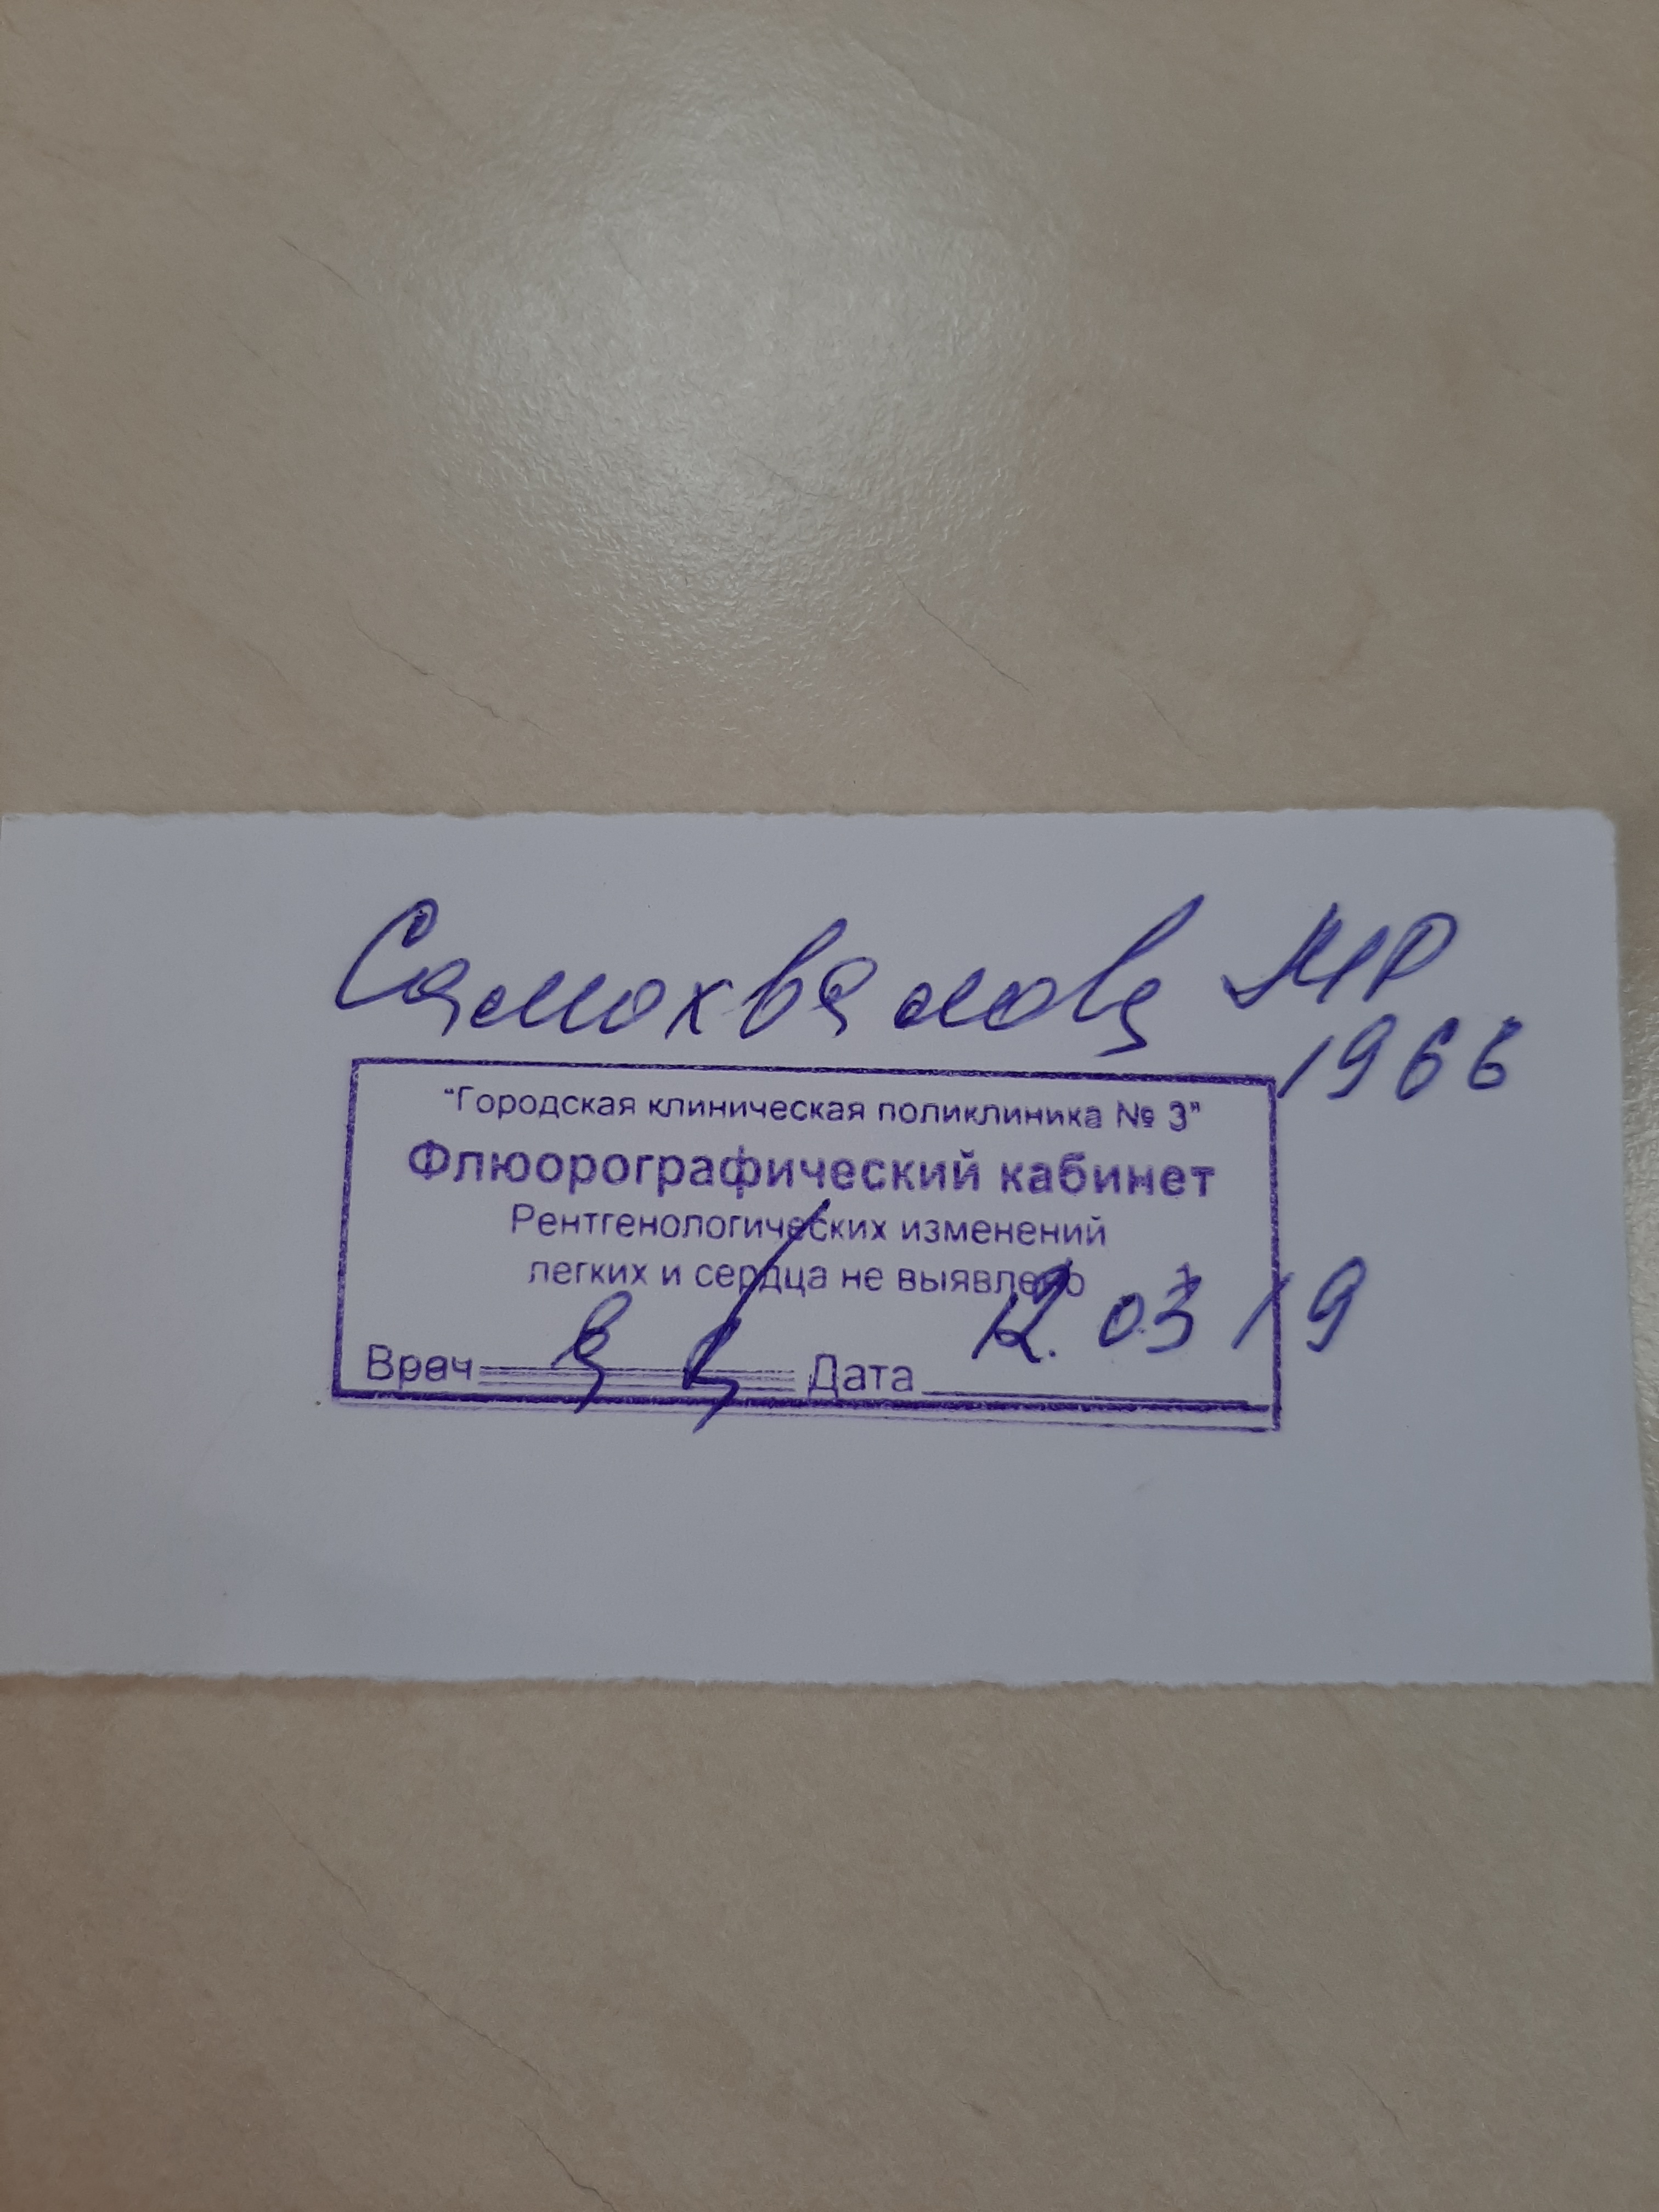 Самохвалова МР
1966
"Городская клиническая поликлиника № 3"
Флюорографический кабинет
Рентгенологических изменений
легких и сердца не выявлено
Врач Дата 12.03 19